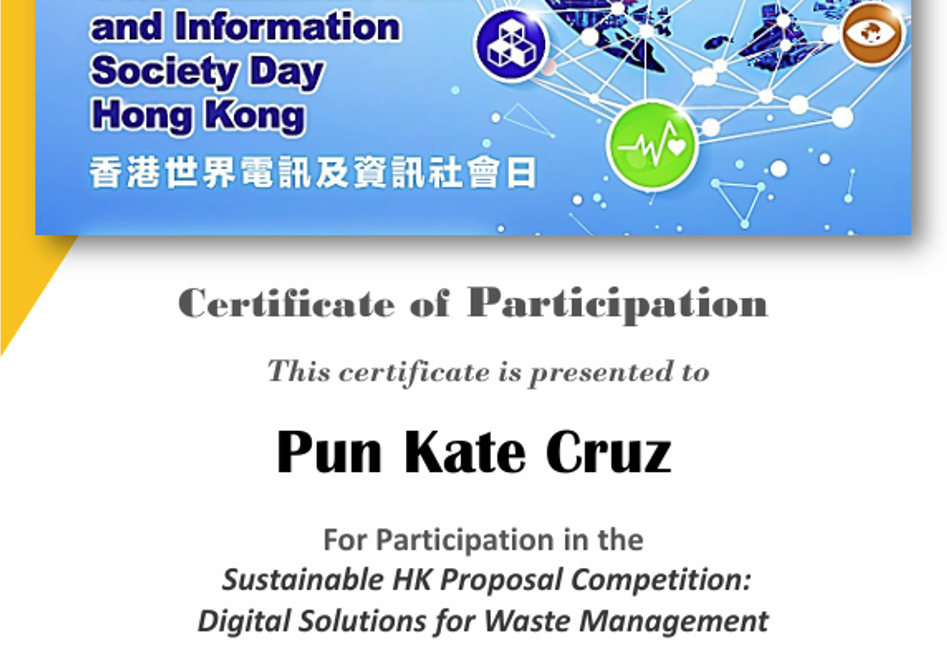 and Information
Society Day
Hong Kong
香港世界電訊及資訊社會日
Certificate of Participation
This certificate is presented to
Pun Kate Cruz
For Participation in the
Sustainable HK Proposal Competition:
Digital Solutions for Waste Management